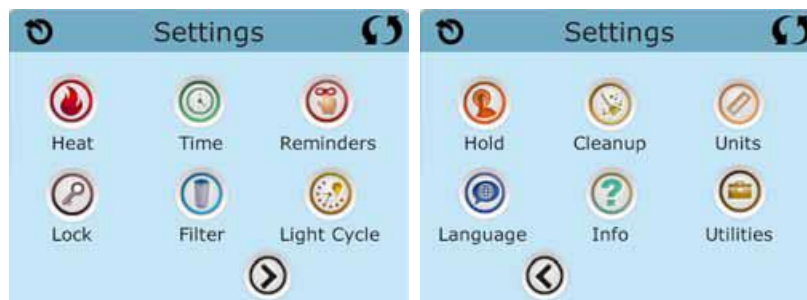 Settings
Heat Time Reminders
Lock Filter Light Cycle
Settings
Hold Cleanup Units
Language Info Utilities